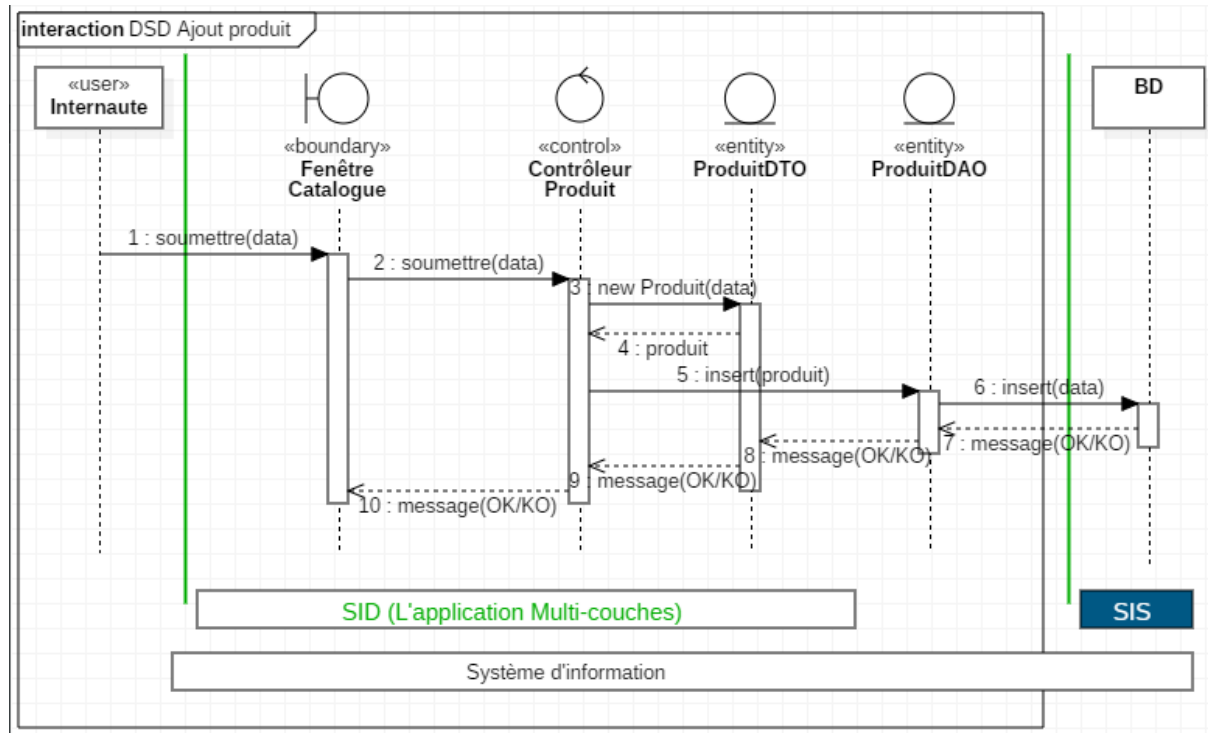 interaction DSD Ajout produit
«user»
Internaute
«boundary»
Fenêtre
Catalogue
«control»
Contrôleur
Produit
«entity»
ProduitDTO
«entity»
ProduitDAO
BD
1 : soumettre(data)
2 : soumettre(data)
3 : new Produit(data)
4 : produit
5 : insert(produit)
6 : insert(data)
7 : message(OK/KO)
8 : message(OK/KO)
9 : message(OK/KO)
10 : message(OK/KO)
SID (L'application Multi-couches)
SIS
Système d'information